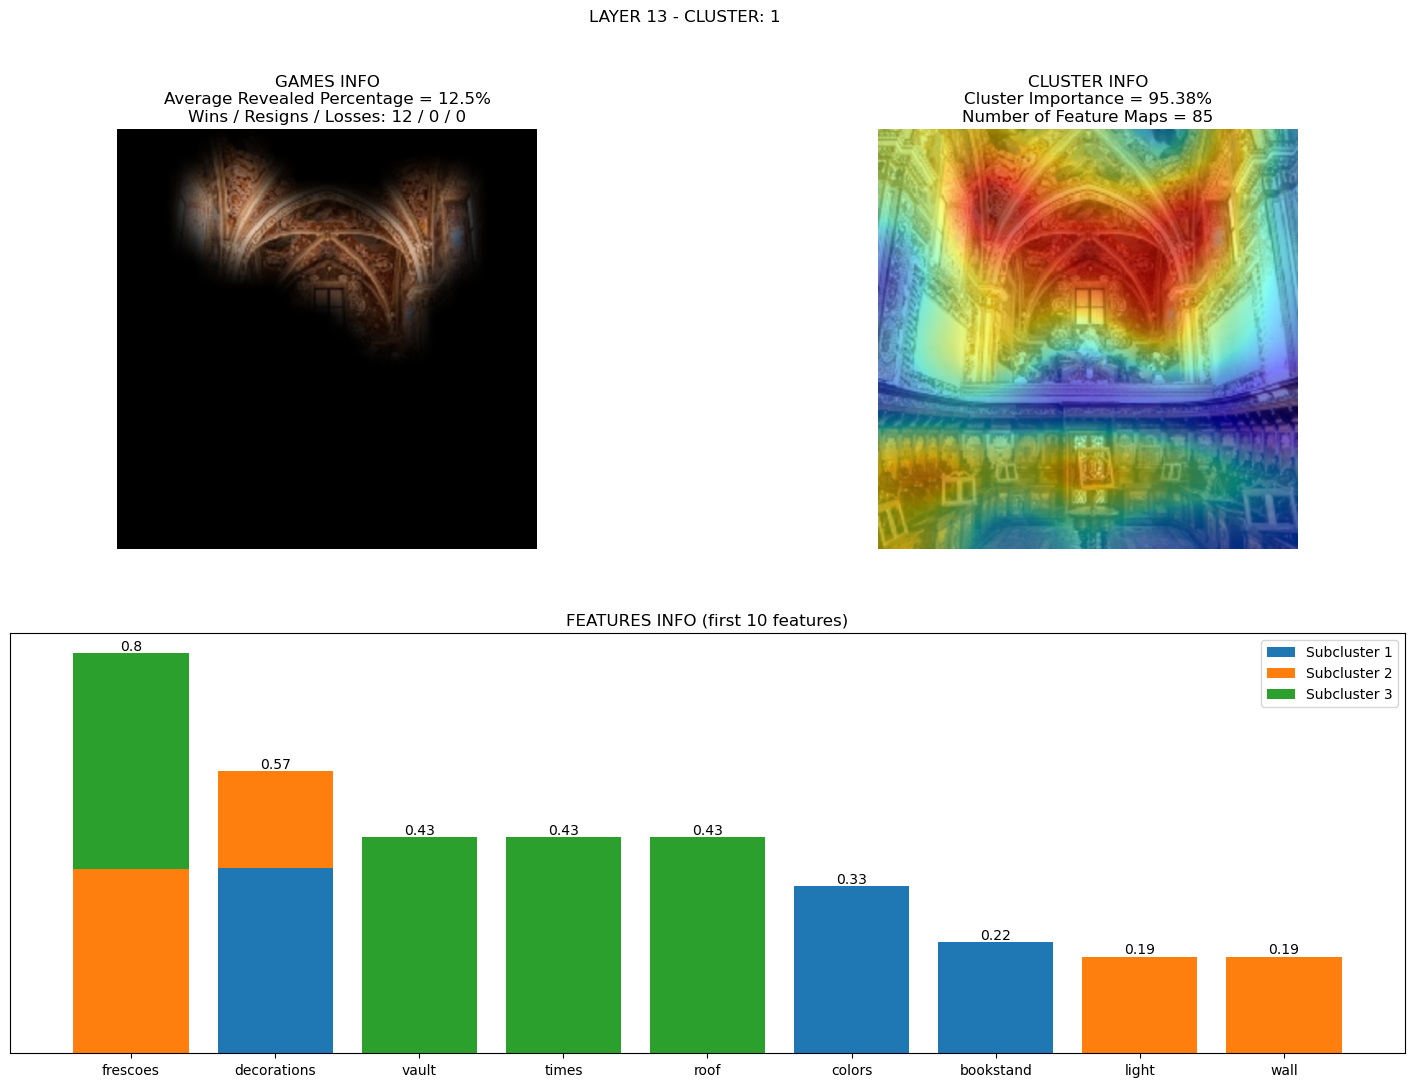 LAYER 13 - CLUSTER: 1
GAMES INFO
Average Revealed Percentage = 12.5%
Wins / Resigns / Losses: 12 / 0 / 0
CLUSTER INFO
Cluster Importance = 95.38%
Number of Feature Maps = 85
FEATURES INFO (first 10 features)
Subcluster 1
Subcluster 2
Subcluster 3
0.8
0.57
0.43
0.43
0.43
0.33
0.22
0.19
0.19
frescoes
decorations
vault
times
roof
colors
bookstand
light
wall